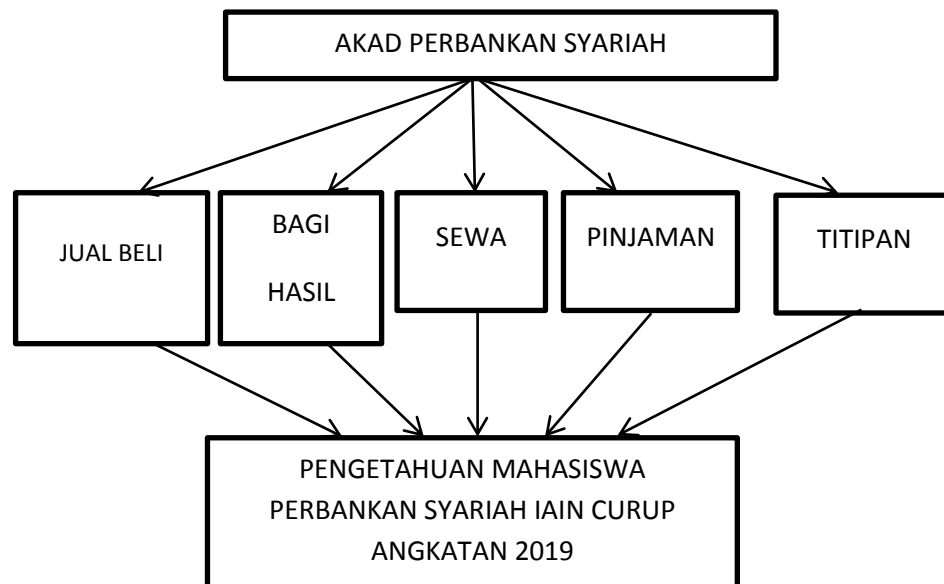 AKAD PERBANKAN SYARIAH
JUAL BELI
BAGI
HASIL
SEWA
PINJAMAN
TITIPAN
PENGETAHUAN MAHASISWA
PERBANKAN SYARIAH IAIN CURUP
ANGKATAN 2019